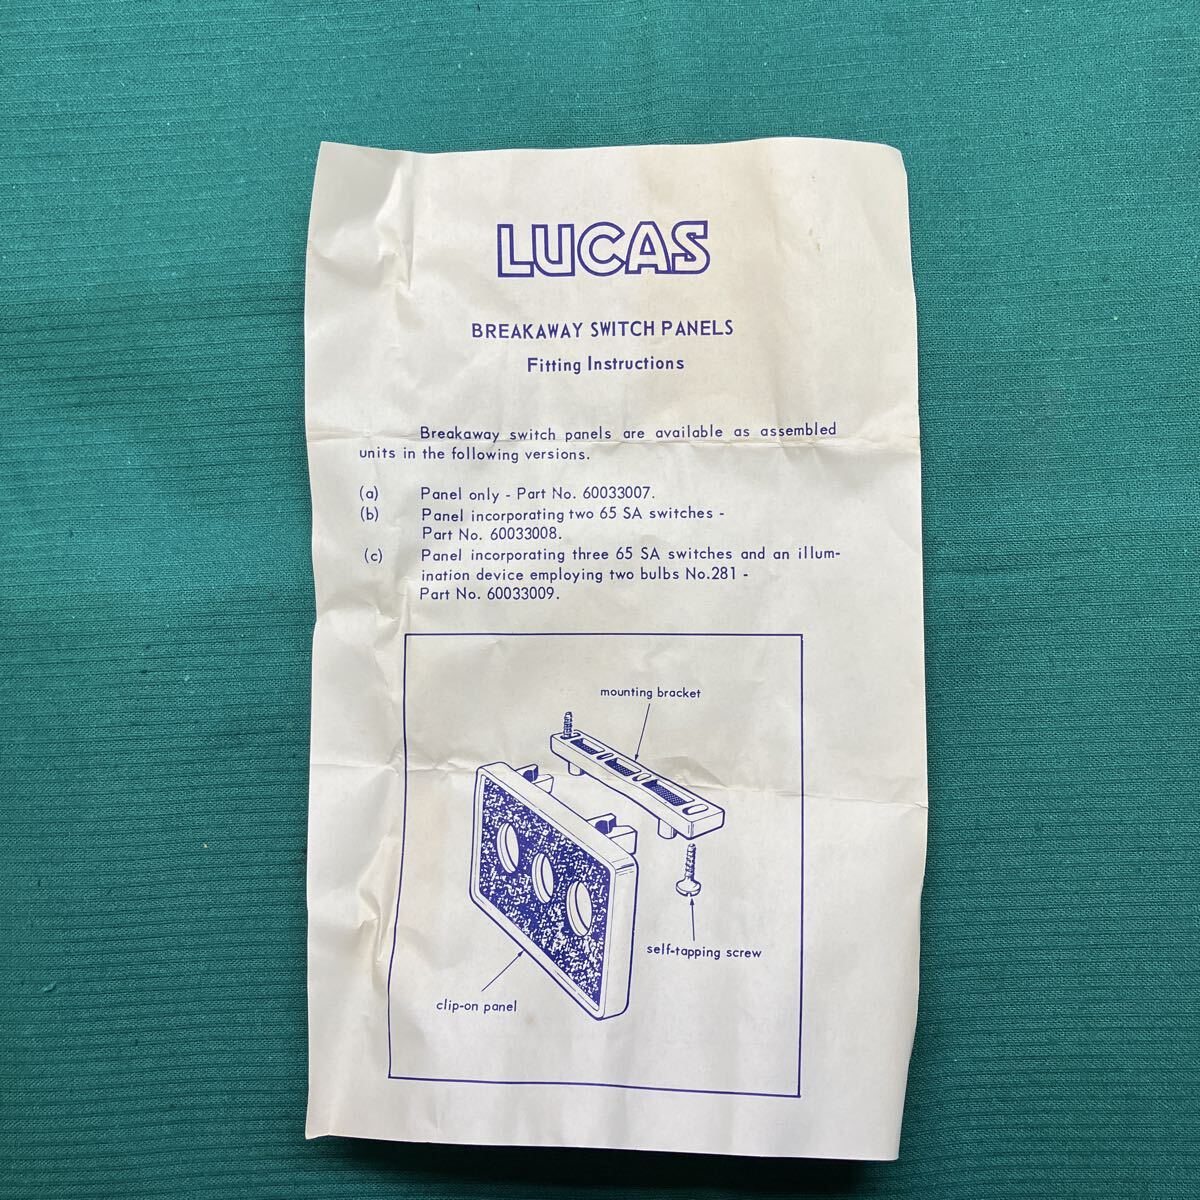 LUCAS
BREAKAWAY SWITCH PANELS
Fitting Instructions
Breakaway switch panels are available as assembled
units in the following versions.
(a) Panel only - Part No. 60033007.
(b) Panel incorporating two 65 SA switches -
Part No. 60033008.
(c) Panel incorporating three 65 SA switches and an illum-
ination device employing two bulbs No.281 -
Part No. 60033009.
mounting bracket
self-tapping screw
clip-on panel